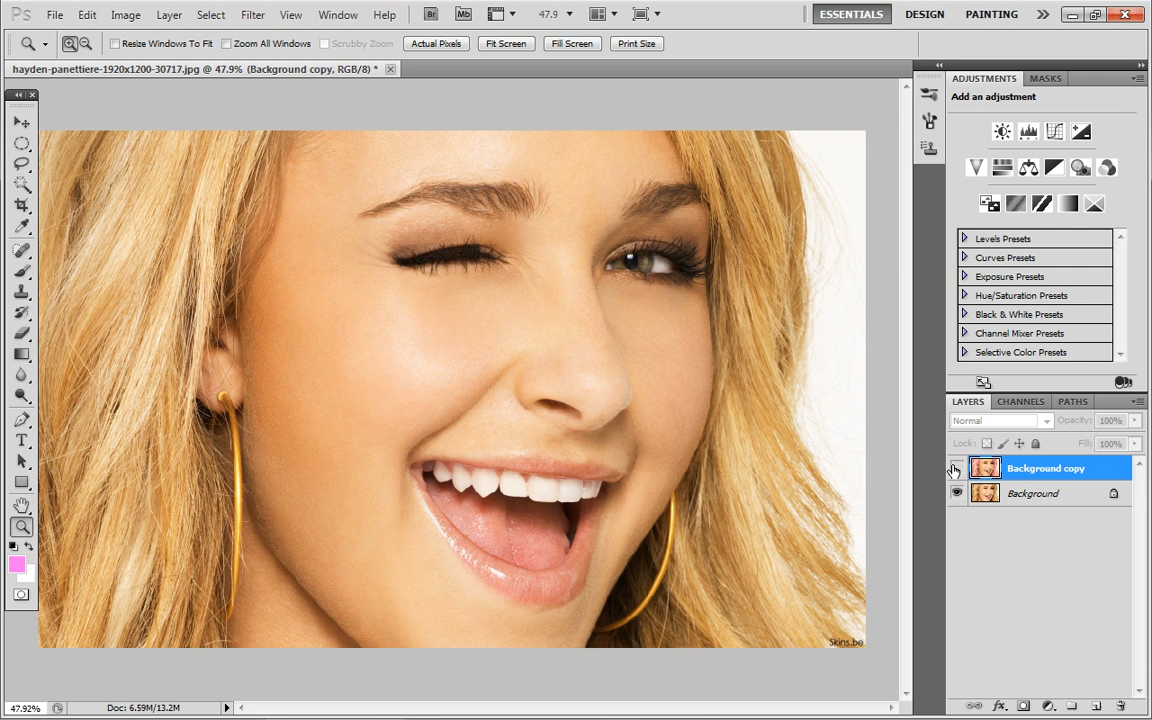 Ps File Edit Image Layer Select Filter View Window Help Br Mb 47.9 ESSENTIALS DESIGN PAINTING
Resize Windows To Fit Zoom All Windows Scrubby Zoom Actual Pixels Fit Screen Fill Screen Print Size
hayden-panettiere-1920x1200-30717.jpg @ 47.9% (Background copy, RGB/8) *
ADJUSTMENTS MASKS
Add an adjustment
Levels Presets
Curves Presets
Exposure Presets
Hue/Saturation Presets
Black & White Presets
Channel Mixer Presets
Selective Color Presets
LAYERS CHANNELS PATHS
Normal Opacity: 100%
Lock: Fill: 100%
Background copy
Background
Skins.be
47.92% Doc: 6.59M/13.2M